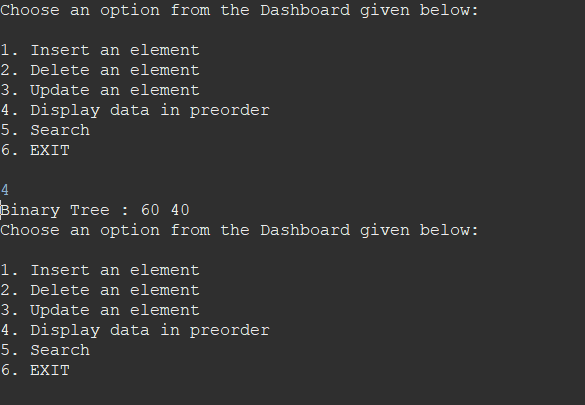 Choose an option from the Dashboard given below:
1. Insert an element
2. Delete an element
3. Update an element
4. Display data in preorder
5. Search
6. EXIT
4
Binary Tree : 60 40
Choose an option from the Dashboard given below:
1. Insert an element
2. Delete an element
3. Update an element
4. Display data in preorder
5. Search
6. EXIT